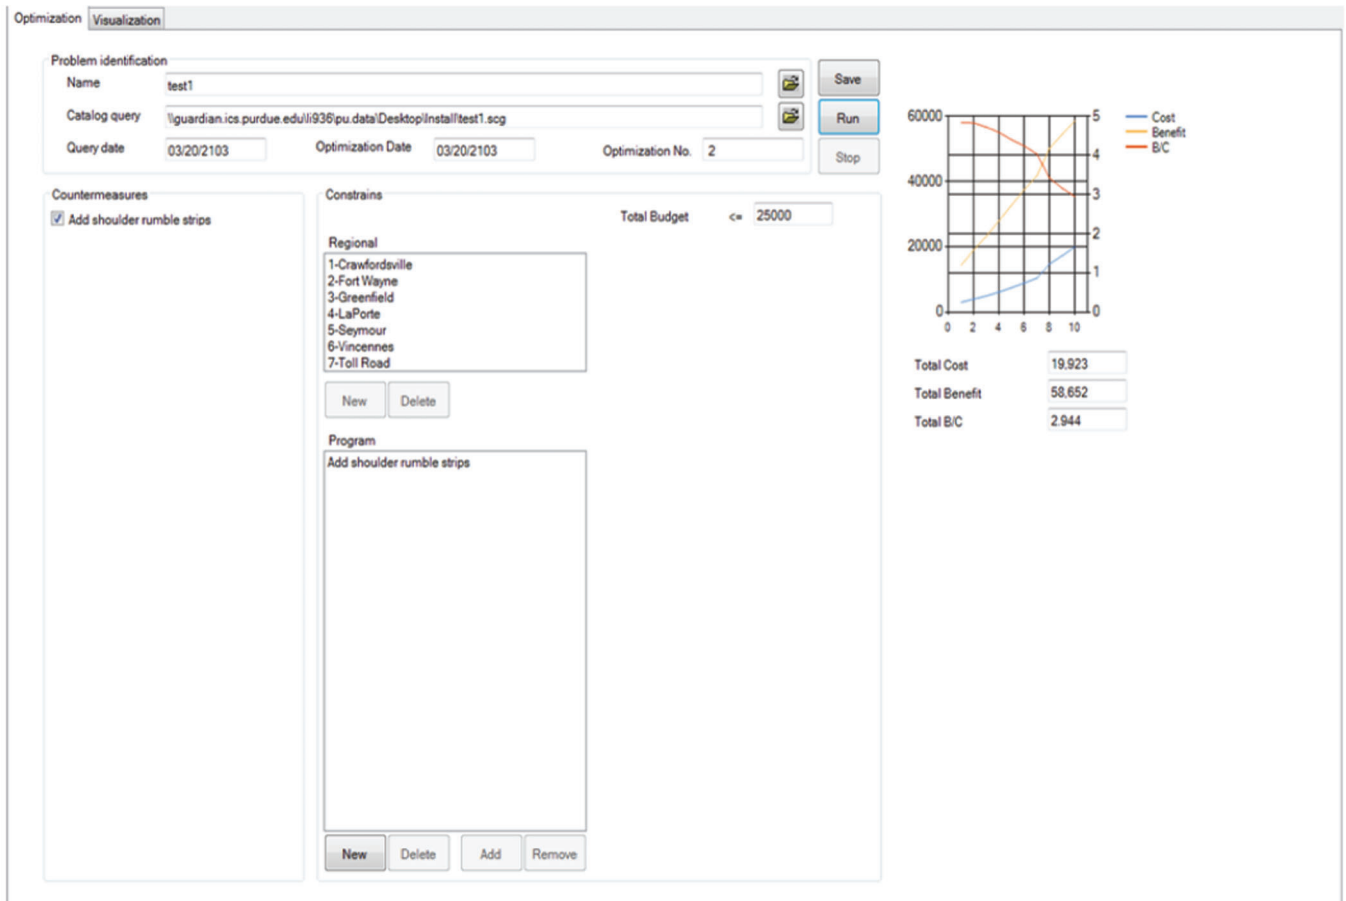 Optimization Visualization
Problem identification
Name test1
Save
Catalog query \\guardian.ics.purdue.edu\li936\pu.data\Desktop\Install\test1.scg
Run
Query date 03/20/2103 Optimization Date 03/20/2103 Optimization No. 2
Stop
Countermeasures
Add shoulder rumble strips
Constrains
Total Budget <= 25000
Regional
1-Crawfordsville
2-Fort Wayne
3-Greenfield
4-LaPorte
5-Seymour
6-Vincennes
7-Toll Road
New Delete
Program
Add shoulder rumble strips
New Delete Add Remove
60000 5
4
40000
3
20000 2
1
0 0
0 2 4 6 8 10
Cost
Benefit
B/C
Total Cost 19,923
Total Benefit 58,652
Total B/C 2.944